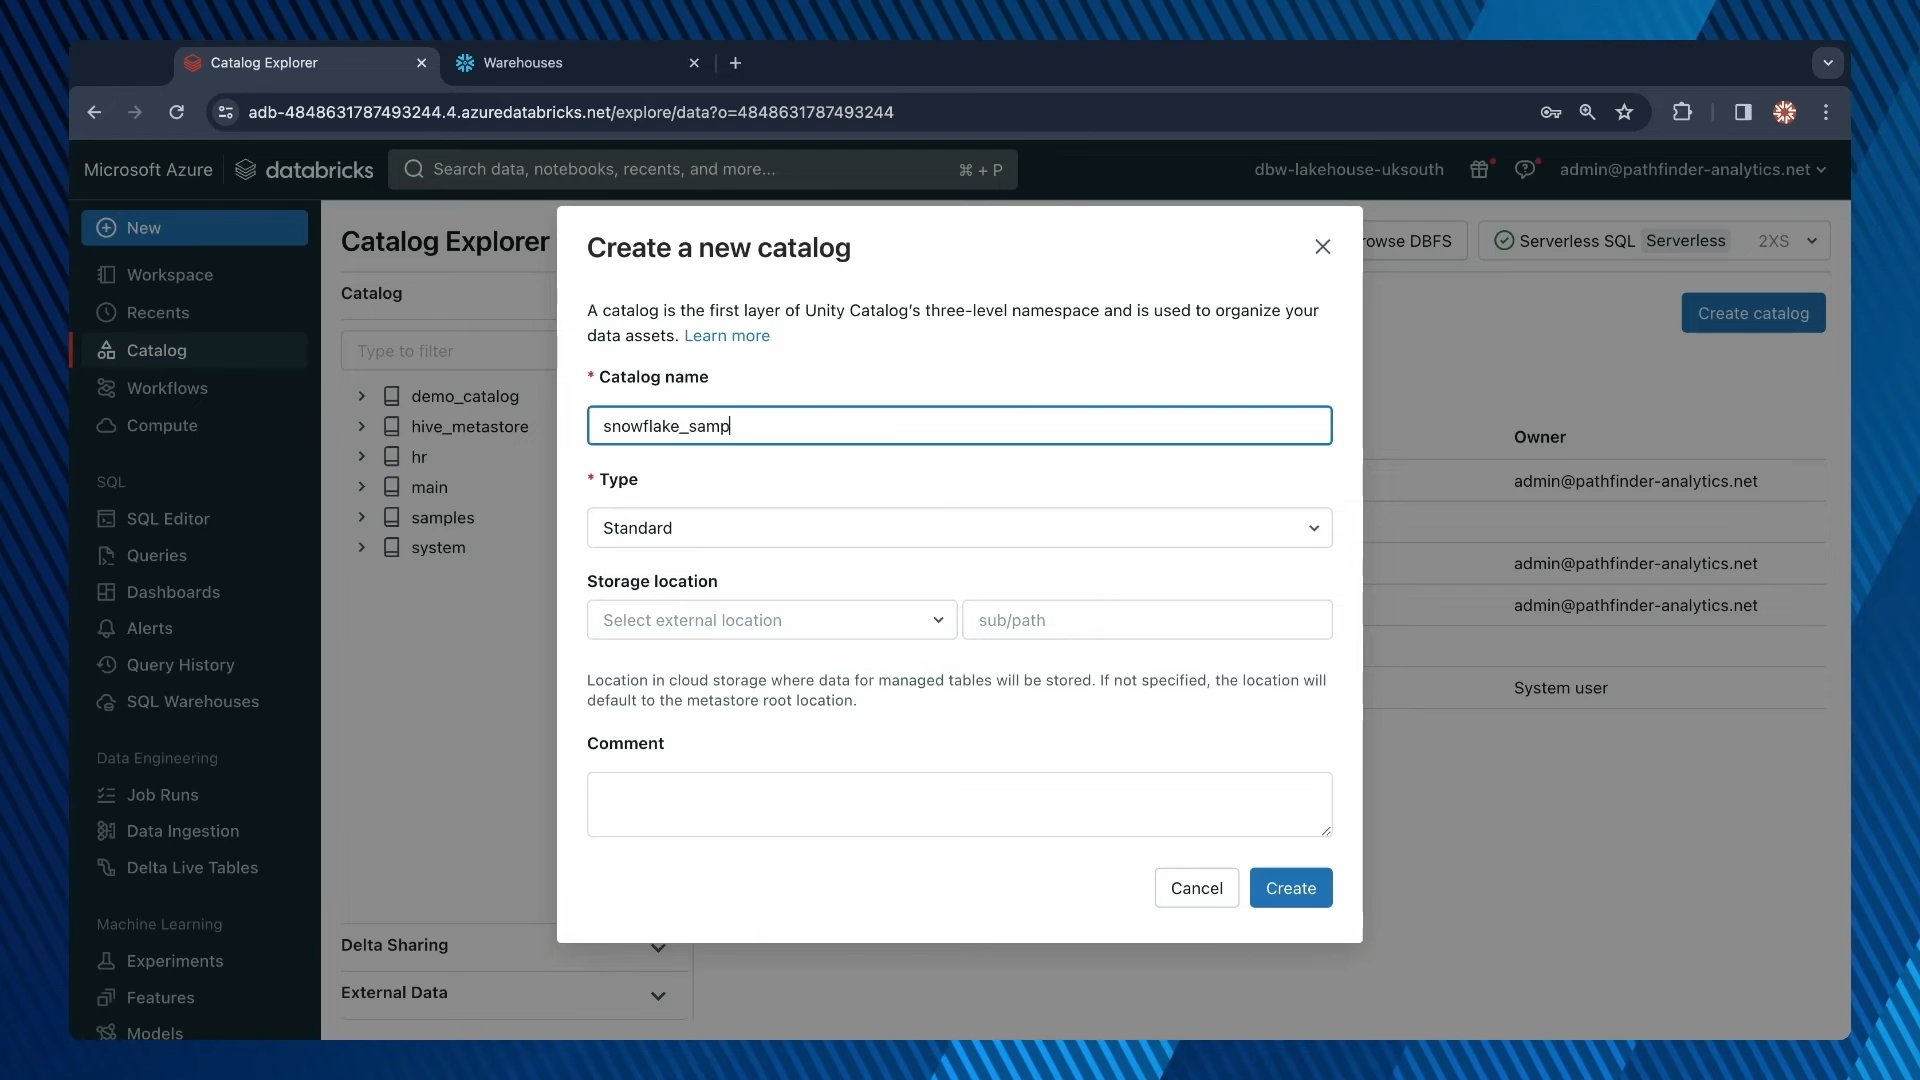 Catalog Explorer
Warehouses
adb-4848631787493244.4.azuredatabricks.net/explore/data?o=4848631787493244
Microsoft Azure
databricks
Search data, notebooks, recents, and more...
⌘ + P
dbw-lakehouse-uksouth
admin@pathfinder-analytics.net
New
Workspace
Recents
Catalog
Workflows
Compute
SQL
SQL Editor
Queries
Dashboards
Alerts
Query History
SQL Warehouses
Data Engineering
Job Runs
Data Ingestion
Delta Live Tables
Machine Learning
Experiments
Features
Models
Catalog Explorer
Catalog
Type to filter
demo_catalog
hive_metastore
hr
main
samples
system
Delta Sharing
External Data
Create a new catalog
A catalog is the first layer of Unity Catalog’s three-level namespace and is used to organize your
data assets. Learn more
* Catalog name
snowflake_samp
* Type
Standard
Storage location
Select external location
sub/path
Location in cloud storage where data for managed tables will be stored. If not specified, the location will
default to the metastore root location.
Comment
Cancel
Create
rowse DBFS
Serverless SQL
Serverless
2XS
Create catalog
Owner
admin@pathfinder-analytics.net
admin@pathfinder-analytics.net
admin@pathfinder-analytics.net
System user